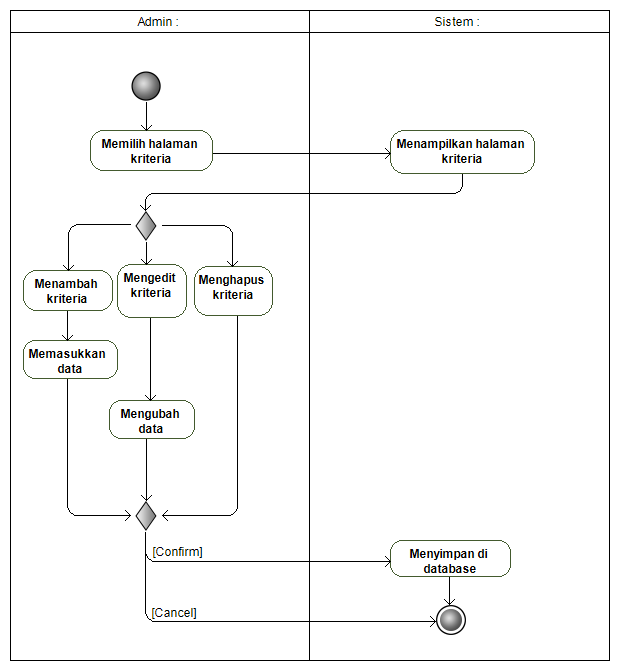 Admin :
Sistem :
Memilih halaman
kriteria
Menampilkan halaman
kriteria
Menambah
kriteria
Mengedit
kriteria
Menghapus
kriteria
Memasukkan
data
Mengubah
data
[Confirm]
Menyimpan di
database
[Cancel]